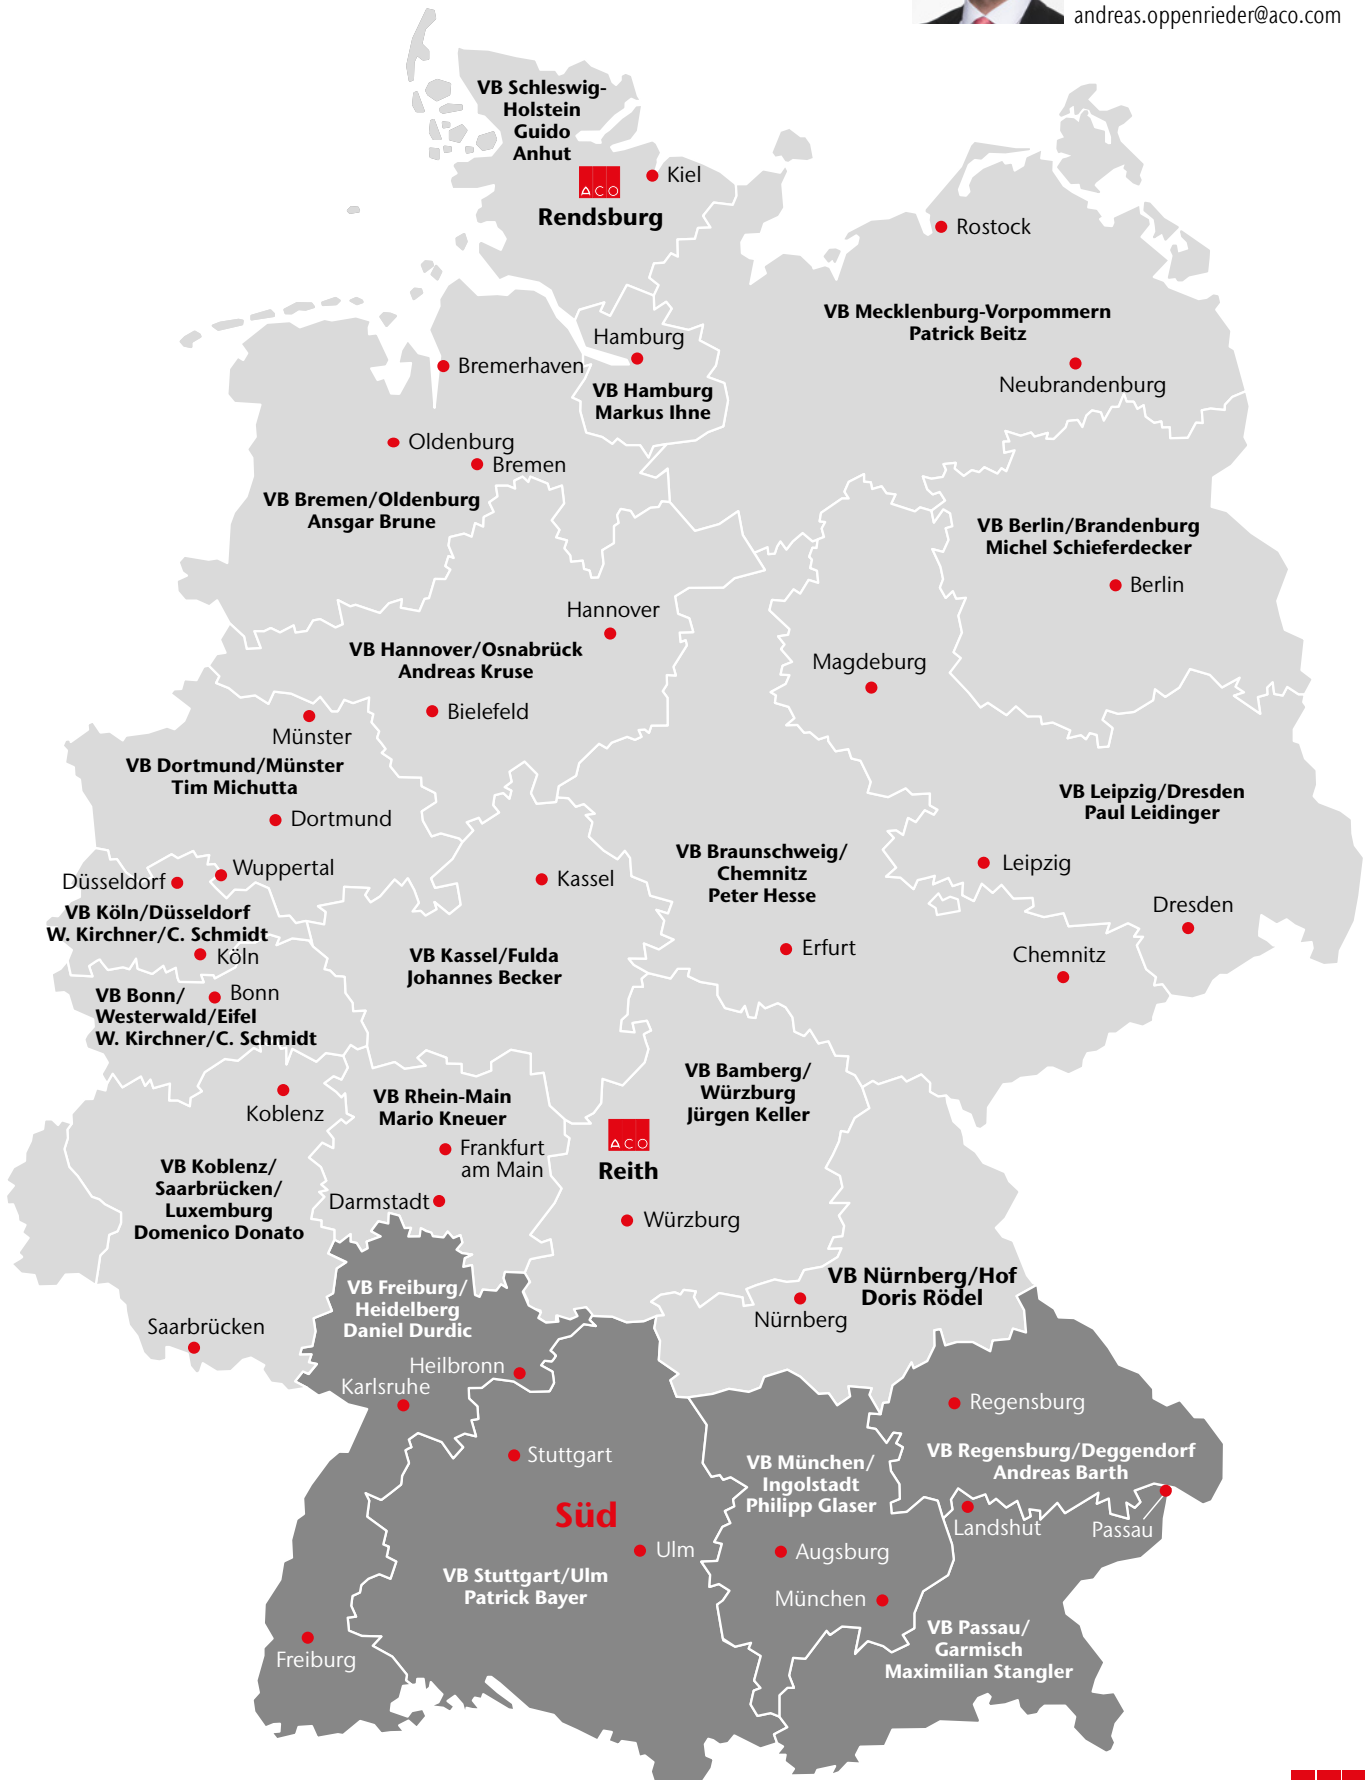 andreas.oppenrieder@aco.com
VB Schleswig-
Holstein
Guido
Anhut
Kiel
ACO
Rendsburg
Rostock
VB Mecklenburg-Vorpommern
Patrick Beitz
Neubrandenburg
Hamburg
VB Hamburg
Markus Ihne
Bremerhaven
Oldenburg
Bremen
VB Bremen/Oldenburg
Ansgar Brune
VB Berlin/Brandenburg
Michel Schieferdecker
Berlin
Hannover
VB Hannover/Osnabrück
Andreas Kruse
Bielefeld
Magdeburg
Münster
VB Dortmund/Münster
Tim Michutta
Dortmund
VB Leipzig/Dresden
Paul Leidinger
Leipzig
Dresden
VB Braunschweig/
Chemnitz
Peter Hesse
Erfurt
Chemnitz
Wuppertal
Düsseldorf
VB Köln/Düsseldorf
W. Kirchner/C. Schmidt
Köln
Kassel
VB Kassel/Fulda
Johannes Becker
VB Bonn/
Bonn
Westerwald/Eifel
W. Kirchner/C. Schmidt
Koblenz
VB Rhein-Main
Mario Kneuer
Frankfurt
am Main
Darmstadt
VB Bamberg/
Würzburg
Jürgen Keller
ACO
Reith
Würzburg
VB Koblenz/
Saarbrücken/
Luxemburg
Domenico Donato
Saarbrücken
VB Nürnberg/Hof
Doris Rödel
Nürnberg
VB Freiburg/
Heidelberg
Daniel Durdic
Heilbronn
Karlsruhe
Stuttgart
Süd
Ulm
VB Stuttgart/Ulm
Patrick Bayer
Freiburg
Regensburg
VB Regensburg/Deggendorf
Andreas Barth
VB München/
Ingolstadt
Philipp Glaser
Augsburg
München
Landshut
Passau
VB Passau/
Garmisch
Maximilian Stangler